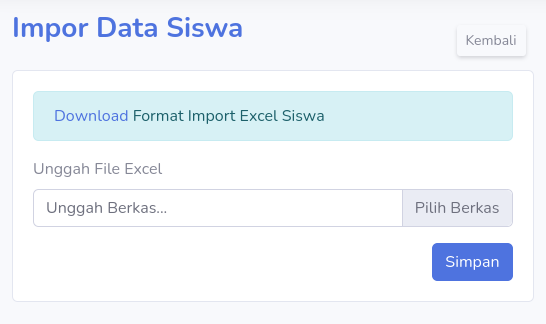 Impor Data Siswa
Kembali
Download Format Import Excel Siswa
Unggah File Excel
Unggah Berkas...
Pilih Berkas
Simpan